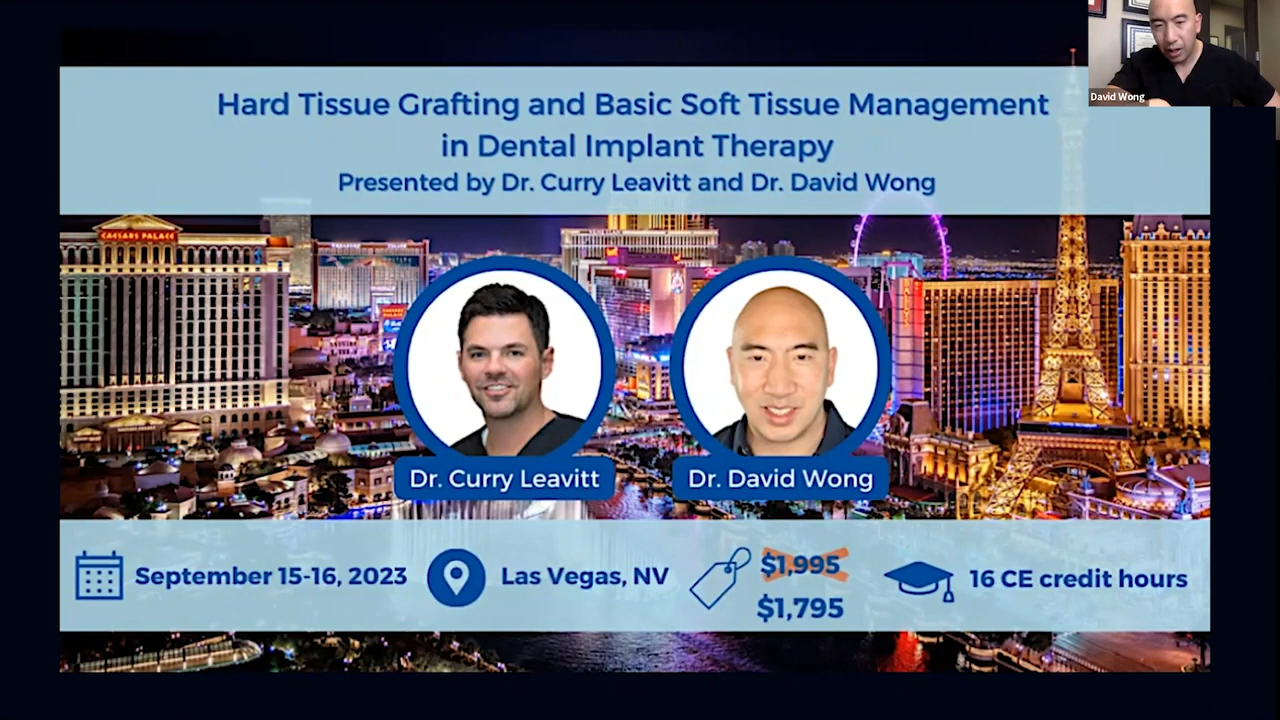 Hard Tissue Grafting and Basic Soft Tissue Management
in Dental Implant Therapy
Presented by Dr. Curry Leavitt and Dr. David Wong
David Wong
CAESARS PALACE
Dr. Curry Leavitt
Dr. David Wong
September 15-16, 2023
Las Vegas, NV
$1,995
$1,795
16 CE credit hours